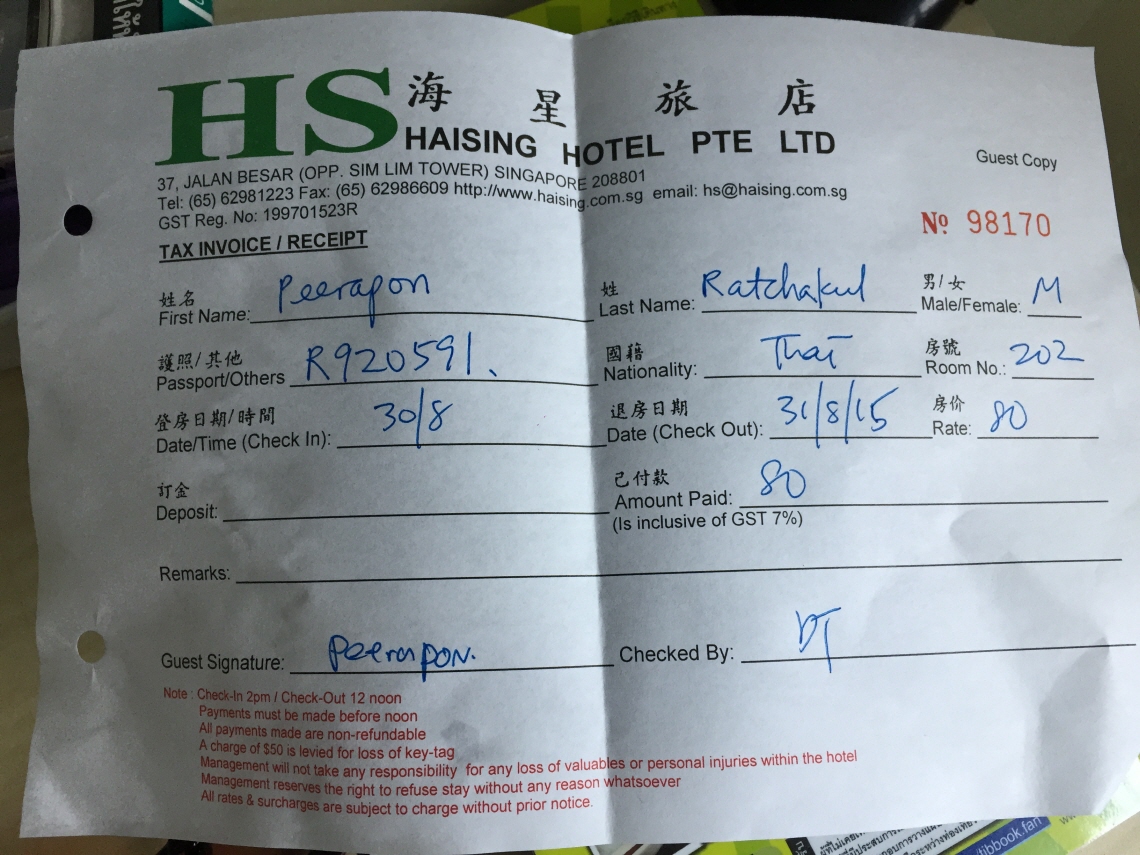 HS 海星旅店
HAISING HOTEL PTE LTD
Guest Copy
37, JALAN BESAR (OPP. SIM LIM TOWER) SINGAPORE 208801
Tel: (65) 62981223 Fax: (65) 62986609 http://www.haising.com.sg email: hs@haising.com.sg
GST Reg. No: 199701523R
Nº 98170
TAX INVOICE / RECEIPT
姓名 姓 男/女
First Name: Peerapon Last Name: Ratchakul Male/Female: M
護照/其他 國籍 房號
Passport/Others R920591. Nationality: Thai Room No.: 202
登房日期/時間 退房日期 房价
Date/Time (Check In): 30/8 Date (Check Out): 31/8/15 Rate: 80
訂金 己付款
Deposit: Amount Paid: 80
(Is inclusive of GST 7%)
Remarks:
Guest Signature: Peerapon. Checked By: DT
Note : Check-In 2pm / Check-Out 12 noon
Payments must be made before noon
All payments made are non-refundable
A charge of $50 is levied for loss of key-tag
Management will not take any responsibility for any loss of valuables or personal injuries within the hotel
Management reserves the right to refuse stay without any reason whatsoever
All rates & surcharges are subject to charge without prior notice.